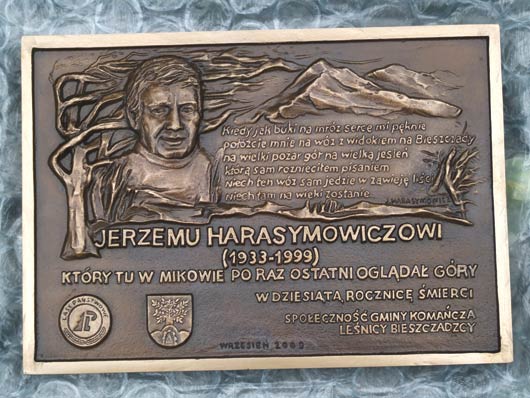 Kiedy jak buki na mróz serce mi pęknie
połóżcie mnie na wóz z widokiem na Bieszczady
na wielki pożar gór na wielką jesień
którą sam roznieciłem pisaniem
Niech ten wóz sam jedzie w zawieję liści
niech tam na wieki zostanie
J. HARASYMOWICZ
JERZEMU HARASYMOWICZOWI
(1933-1999)
KTÓRY TU W MIKOWIE PO RAZ OSTATNI OGLĄDAŁ GÓRY
W DZIESIĄTĄ ROCZNICĘ ŚMIERCI
SPOŁECZNOŚĆ GMINY KOMAŃCZA
LEŚNICY BIESZCZADZCY
LASY PAŃSTWOWE
WRZESIEŃ 2009